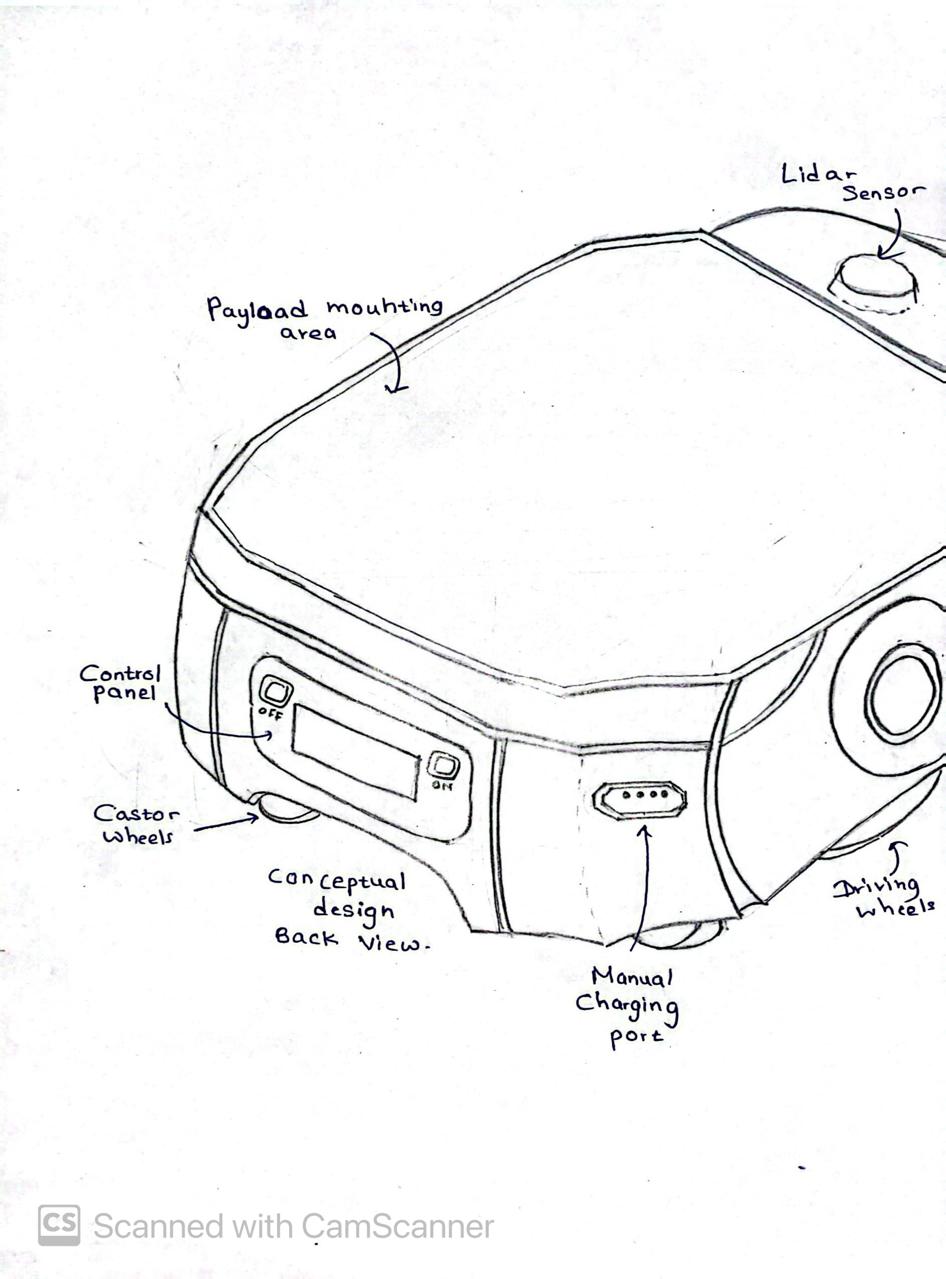 Lidar
Sensor
Payload mounting
area
Control
panel
OFF
ON
Castor
wheels
Conceptual
design
Back View.
Driving
wheels
Manual
Charging
port
CS Scanned with CamScanner